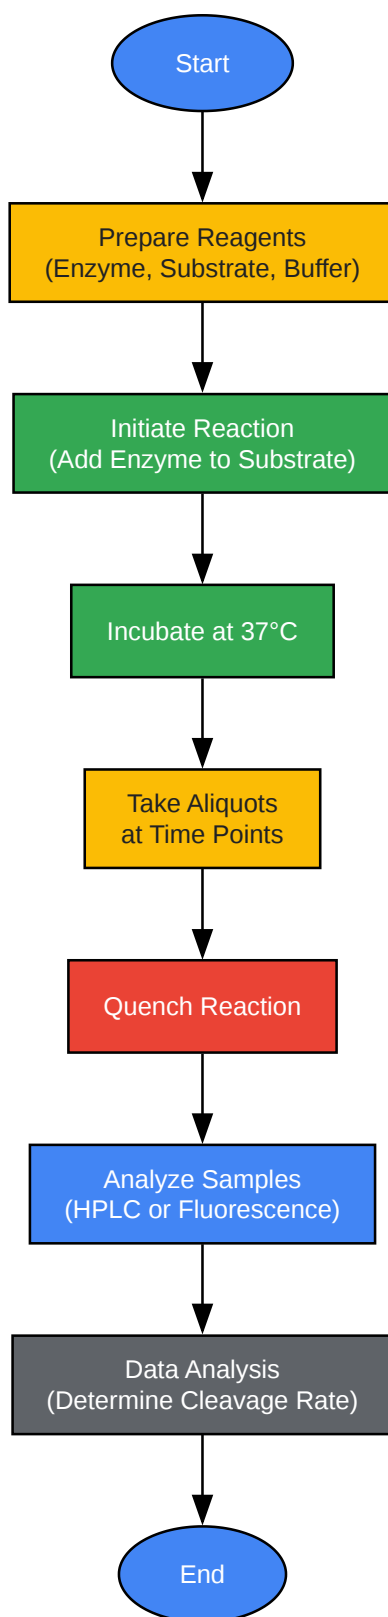 Start
Prepare Reagents
(Enzyme, Substrate, Buffer)
Initiate Reaction
(Add Enzyme to Substrate)
Incubate at 37°C
Take Aliquots
at Time Points
Quench Reaction
Analyze Samples
(HPLC or Fluorescence)
Data Analysis
(Determine Cleavage Rate)
End